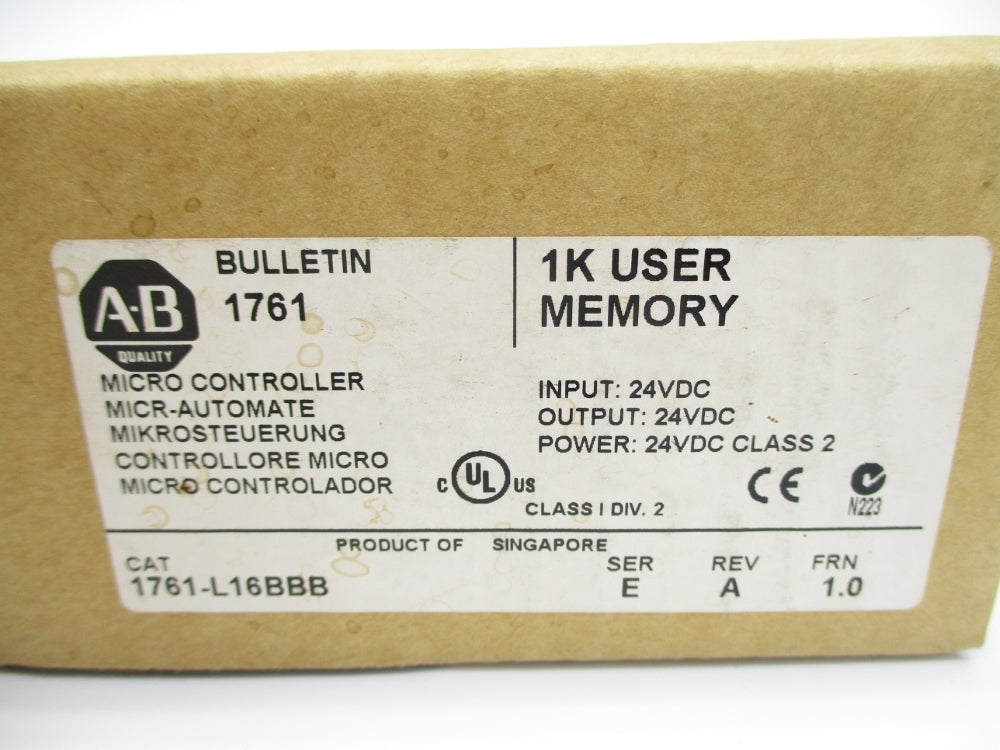 A-B
QUALITY
BULLETIN
1761
1K USER
MEMORY
MICRO CONTROLLER
MICR-AUTOMATE
MIKROSTEUERUNG
CONTROLLORE MICRO
MICRO CONTROLADOR
INPUT: 24VDC
OUTPUT: 24VDC
POWER: 24VDC CLASS 2
C UL US
CLASS I DIV. 2
CE
N223
PRODUCT OF SINGAPORE
CAT
1761-L16BBB
SER
E
REV
A
FRN
1.0